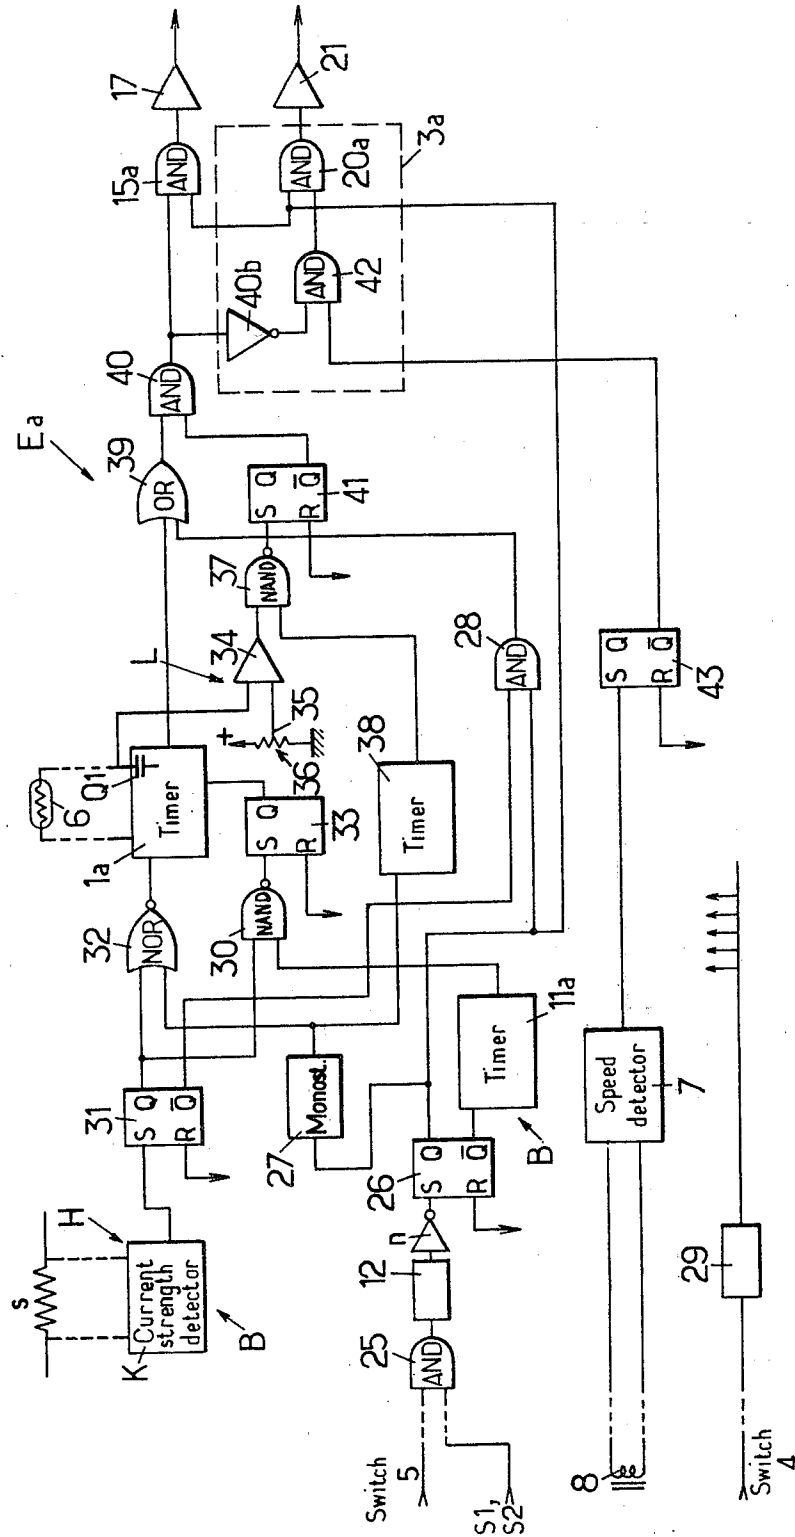 s
H
K
Current
strength
detector
B
31
S Q
R Q̅
32
NOR
1a
6
Q1
Timer
30
NAND
S Q
R
33
+
36
35
L
34
37
NAND
S Q
R Q̅
41
Ea
39
OR
40
AND
15a
AND
17
40b
AND
42
AND
20a
21
3a
27
Monost.
38
Timer
28
AND
Switch
5
S1,
S2
25
AND
12
n
26
S Q
R Q̅
B
Timer
11a
8
Speed
detector
7
S Q
R Q̅
43
Switch
4
29